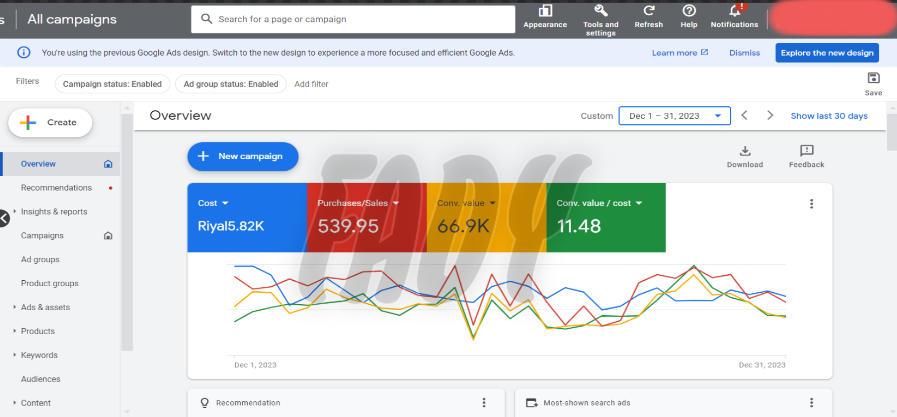 s
All campaigns
Search for a page or campaign
Appearance
Tools and
settings
Refresh
Help
!
Notifications
You're using the previous Google Ads design. Switch to the new design to experience a more focused and efficient Google Ads.
Learn more
Dismiss
Explore the new design
Filters
Campaign status: Enabled
Ad group status: Enabled
Add filter
Save
Create
Overview
Custom
Dec 1 – 31, 2023
Show last 30 days
Overview
Recommendations
Insights & reports
Campaigns
Ad groups
Product groups
Ads & assets
Products
Keywords
Audiences
Content
New campaign
Download
Feedback
FADY
Cost
Riyal5.82K
Purchases/Sales
539.95
Conv. value
66.9K
Conv. value / cost
11.48
Dec 1, 2023
Dec 31, 2023
Recommendation
Most-shown search ads